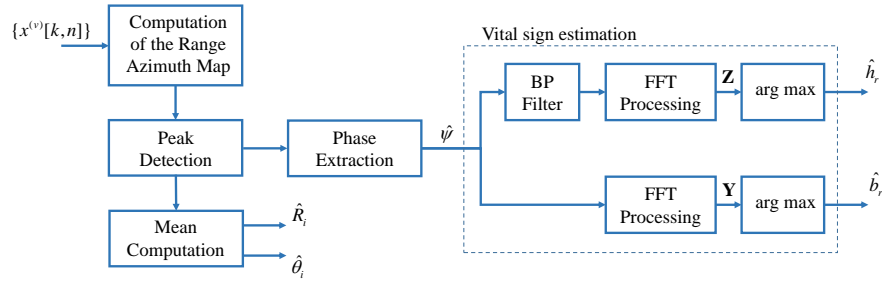 {x^(v)[k,n]}
Computation
of the Range
Azimuth Map
Peak
Detection
Phase
Extraction
ψ̂
Mean
Computation
R̂_i
θ̂_i
Vital sign estimation
BP
Filter
FFT
Processing
Z
arg max
ĥ_r
FFT
Processing
Y
arg max
b̂_r